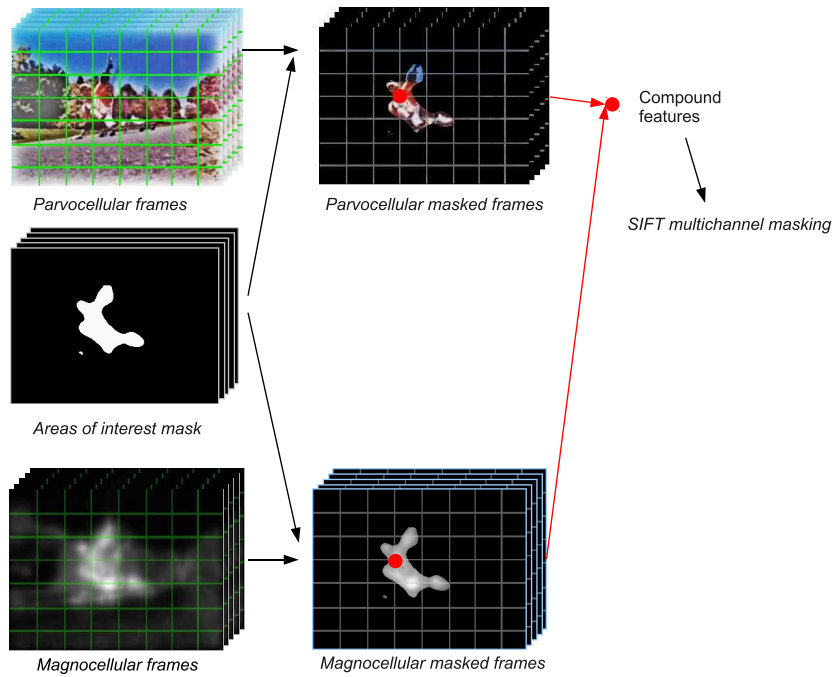 Parvocellular frames
Parvocellular masked frames
Compound
features
SIFT multichannel masking
Areas of interest mask
Magnocellular frames
Magnocellular masked frames